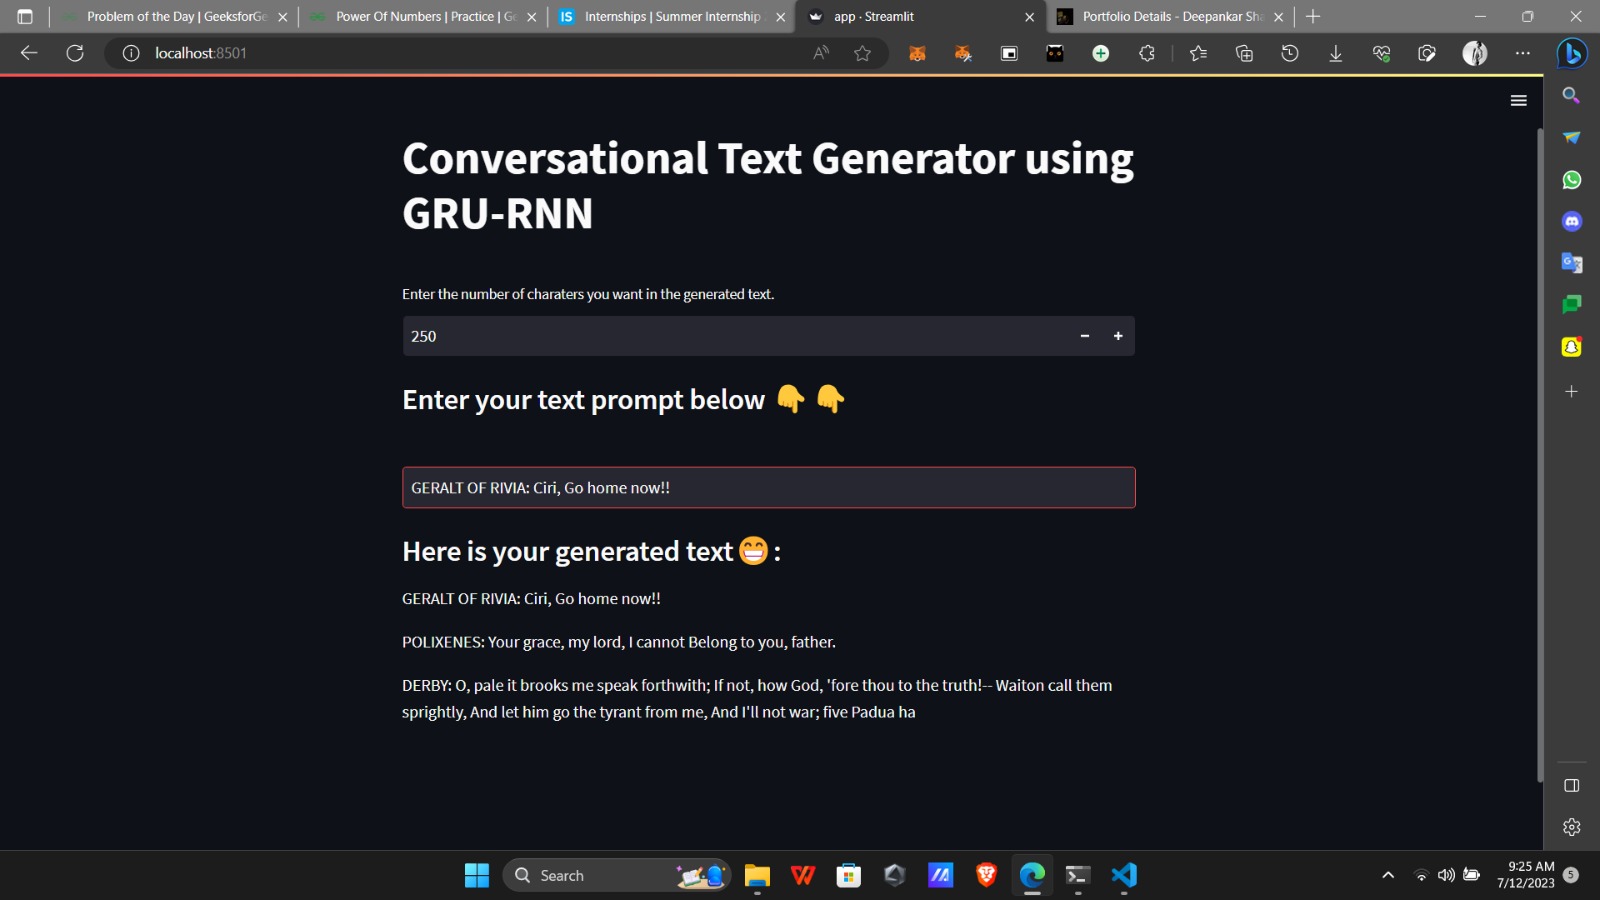 Problem of the Day | GeeksforGe
Power Of Numbers | Practice | Ge
IS Internships | Summer Internship
app · Streamlit
Portfolio Details - Deepankar Sha
localhost:8501
Conversational Text Generator using
GRU-RNN
Enter the number of charaters you want in the generated text.
250
Enter your text prompt below 👇 👇
GERALT OF RIVIA: Ciri, Go home now!!
Here is your generated text😁 :
GERALT OF RIVIA: Ciri, Go home now!!
POLIXENES: Your grace, my lord, I cannot Belong to you, father.
DERBY: O, pale it brooks me speak forthwith; If not, how God, 'fore thou to the truth!-- Waiton call them
sprightly, And let him go the tyrant from me, And I'll not war; five Padua ha
Search
9:25 AM
7/12/2023
5